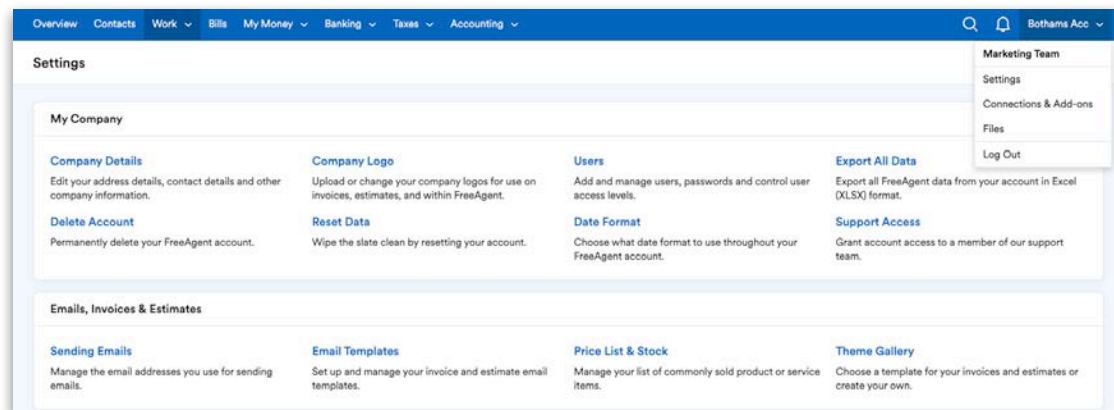 Overview Contacts Work Bills My Money Banking Taxes Accounting Bothams Acc
Settings
Marketing Team
Settings
Connections & Add-ons
Files
Log Out
My Company
Company Details Company Logo Users Export All Data
Edit your address details, contact details and other Upload or change your company logos for use on Add and manage users, passwords and control user Export all FreeAgent data from your account in Excel
company information. invoices, estimates, and within FreeAgent. access levels. (XLSX) format.
Delete Account Reset Data Date Format Support Access
Permanently delete your FreeAgent account. Wipe the slate clean by resetting your account. Choose what date format to use throughout your Grant account access to a member of our support
FreeAgent account. team.
Emails, Invoices & Estimates
Sending Emails Email Templates Price List & Stock Theme Gallery
Manage the email addresses you use for sending Set up and manage your invoice and estimate email Manage your list of commonly sold product or service Choose a template for your invoices and estimates or
emails. templates. items. create your own.